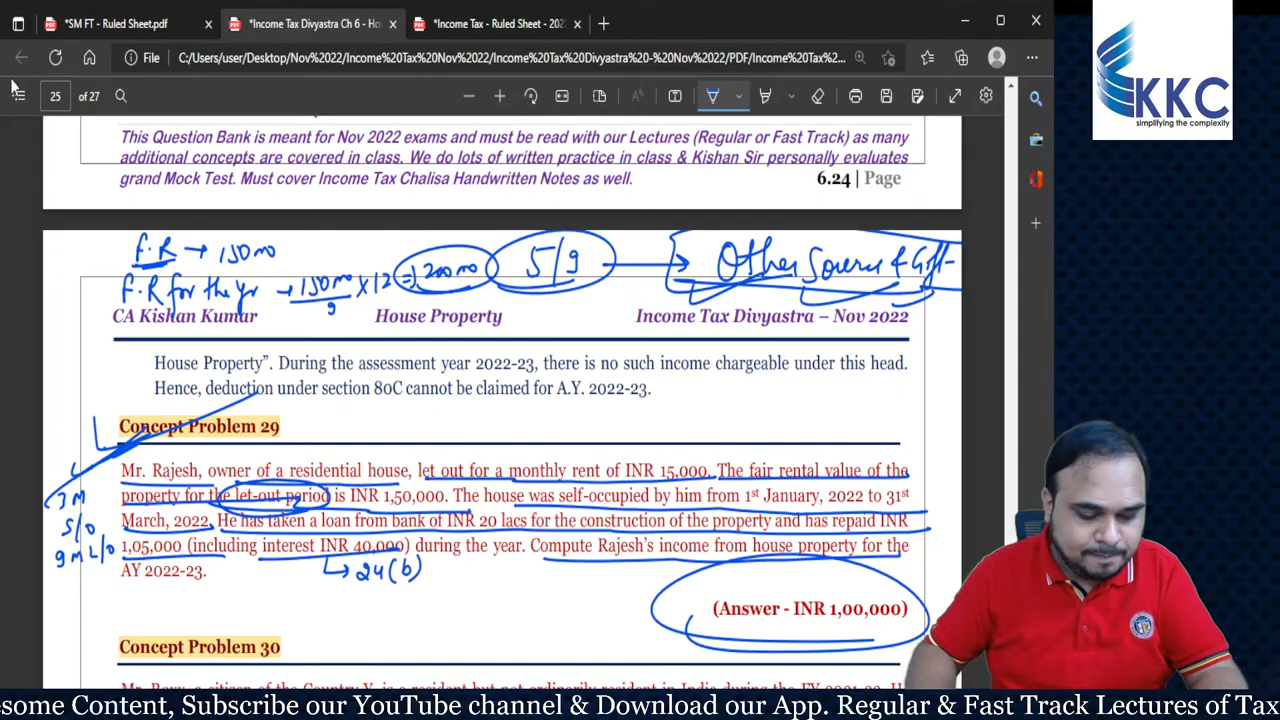 *SM FT - Ruled Sheet.pdf
*Income Tax Divyastra Ch 6 - Ho
*Income Tax - Ruled Sheet - 202
File
C:/Users/user/Desktop/Nov%2022/Income%20Tax%20Nov%2022/Income%20Tax%20Divyastra%20-%20Nov%2022/PDF/Income%20Tax%2...
25 of 27
KKC
simplifying the complexity
This Question Bank is meant for Nov 2022 exams and must be read with our Lectures (Regular or Fast Track) as many
additional concepts are covered in class. We do lots of written practice in class & Kishan Sir personally evaluates
grand Mock Test. Must cover Income Tax Chalisa Handwritten Notes as well.
6.24 | Page
F.R → 150000
F.R for the yr → 150000/9 × 12 ⇒ 200000
5/9 → Other Source & Gift
CA Kishan Kumar House Property Income Tax Divyastra – Nov 2022
House Property”. During the assessment year 2022-23, there is no such income chargeable under this head.
Hence, deduction under section 80C cannot be claimed for A.Y. 2022-23.
Concept Problem 29
Mr. Rajesh, owner of a residential house, let out for a monthly rent of INR 15,000. The fair rental value of the
property for the let-out period is INR 1,50,000. The house was self-occupied by him from 1st January, 2022 to 31st
March, 2022. He has taken a loan from bank of INR 20 lacs for the construction of the property and has repaid INR
1,05,000 (including interest INR 40,000) during the year. Compute Rajesh's income from house property for the
AY 2022-23.
3M
S/O
9M L/O
24(b)
(Answer - INR 1,00,000)
Concept Problem 30
esome Content, Subscribe our YouTube channel & Download our App. Regular & Fast Track Lectures of Tax